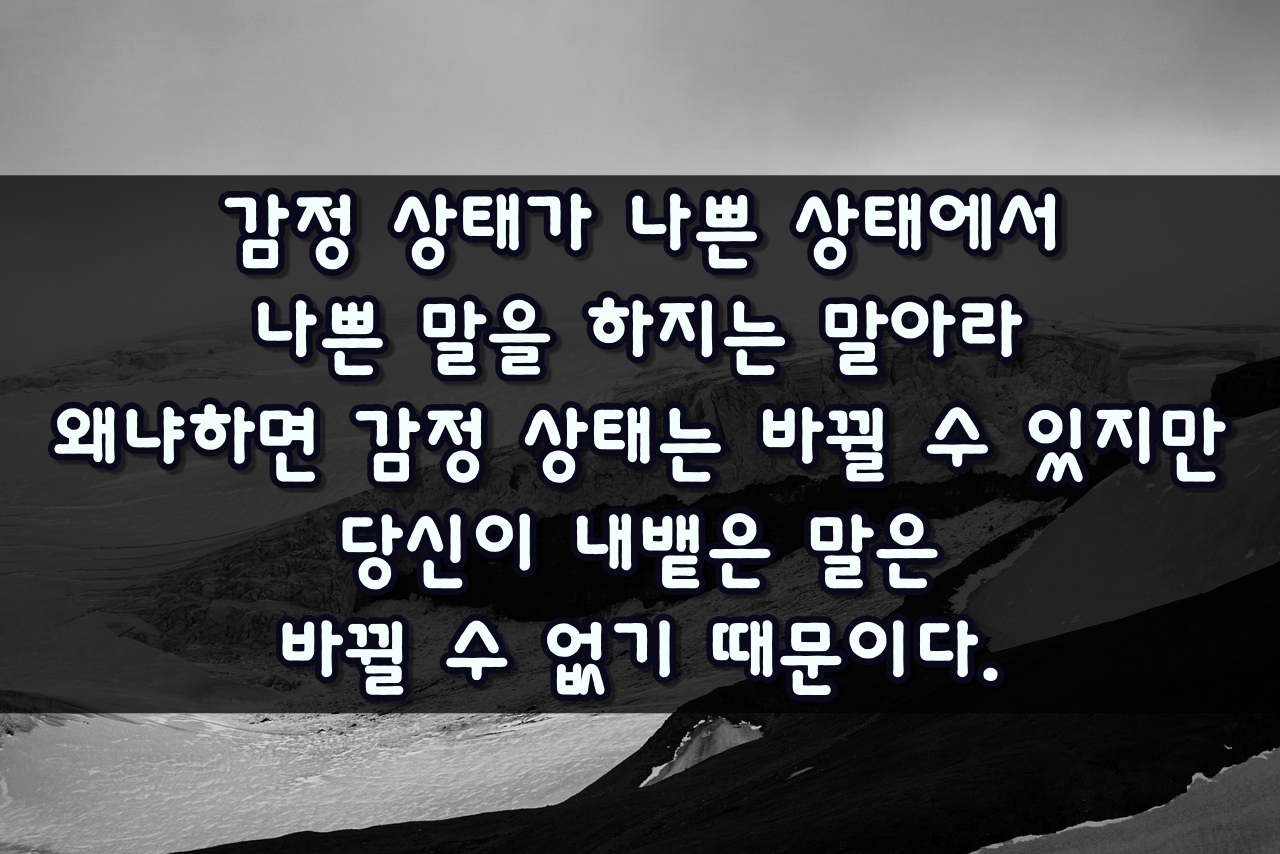 감정 상태가 나쁜 상태에서
나쁜 말을 하지는 말아라
왜냐하면 감정 상태는 바뀔 수 있지만
당신이 내뱉은 말은
바뀔 수 없기 때문이다.